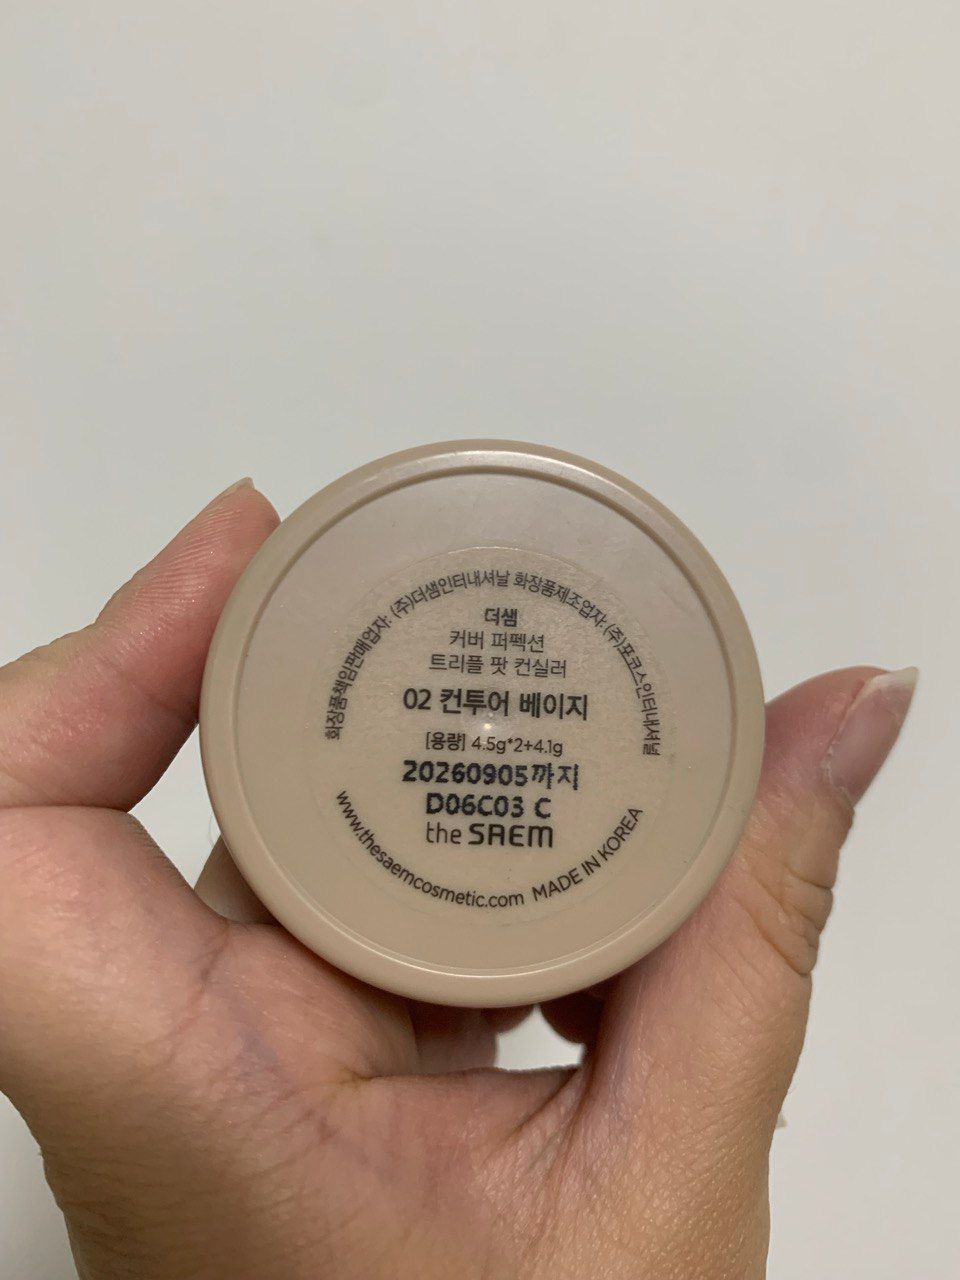 화장품책임판매업자: (주)더샘인터내셔날 화장품제조업자: (주)포코스인터내셔널
더샘
커버 퍼펙션
트리플 팟 컨실러
02 컨투어 베이지
[용량] 4.5g*2+4.1g
20260905까지
D06C03 C
the SAEM
www.thesaemcosmetic.com MADE IN KOREA